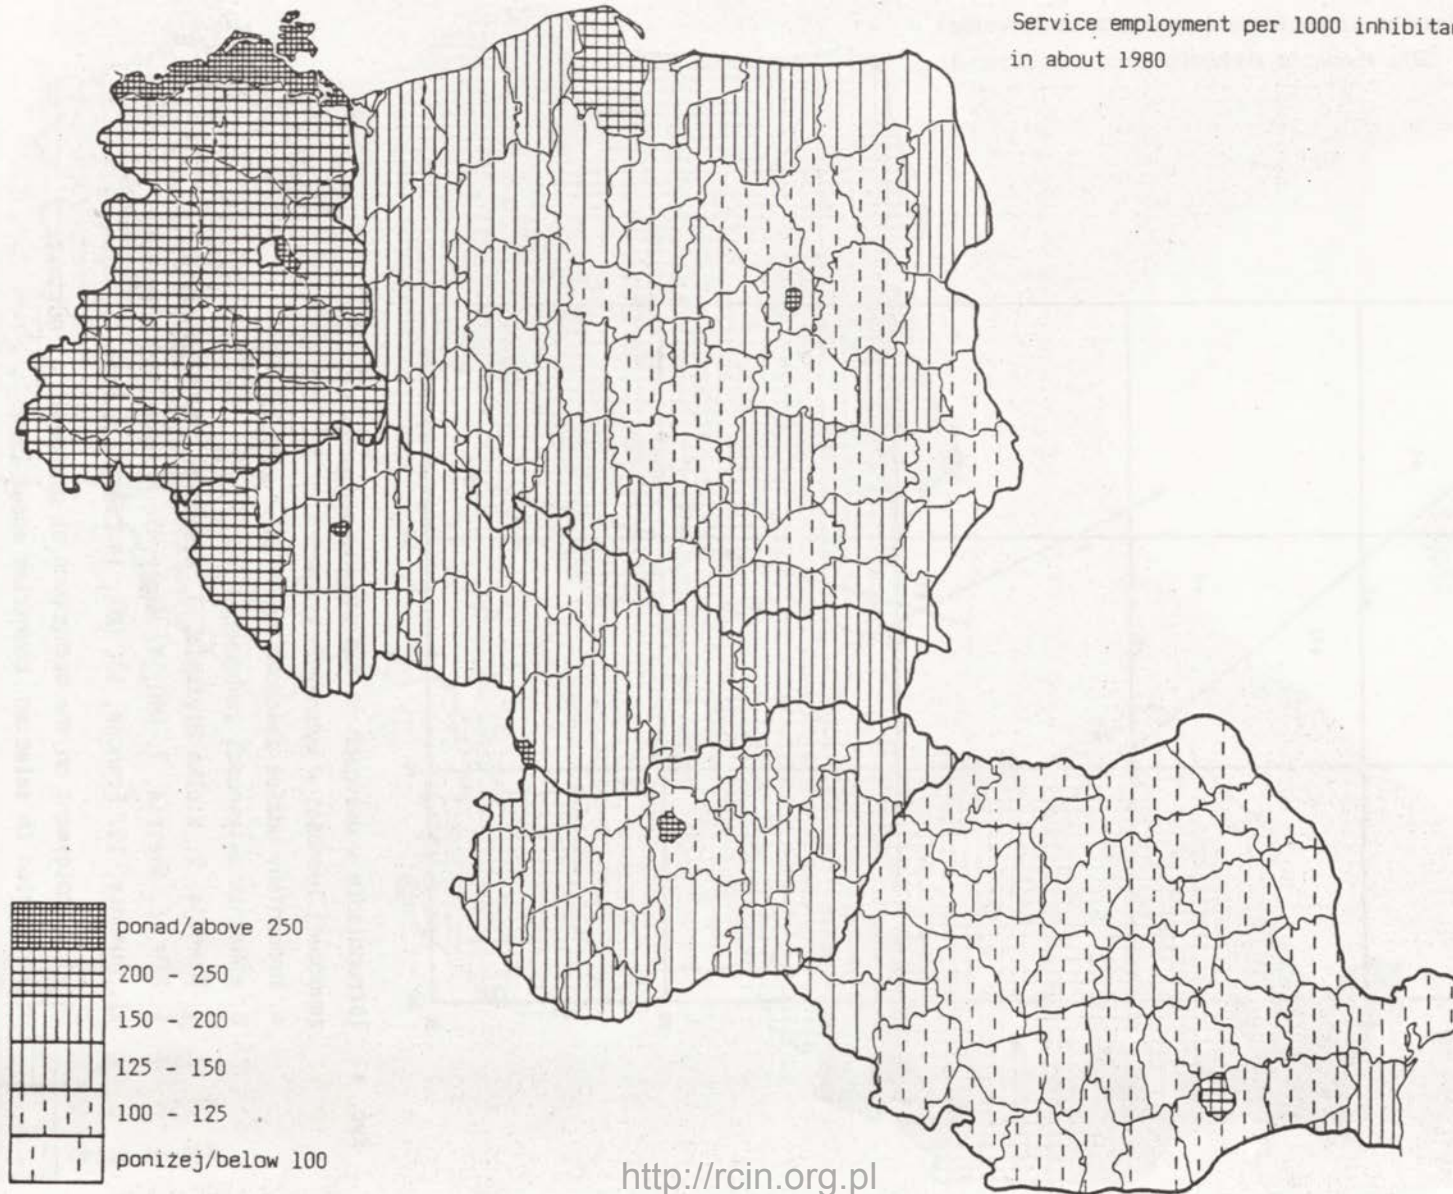 Service employment per 1000
in about 1980
ponad/above 250
200 - 250
150 - 200
125 - 150
100 - 125
poniżej/below 100
http://rcin.org.pl